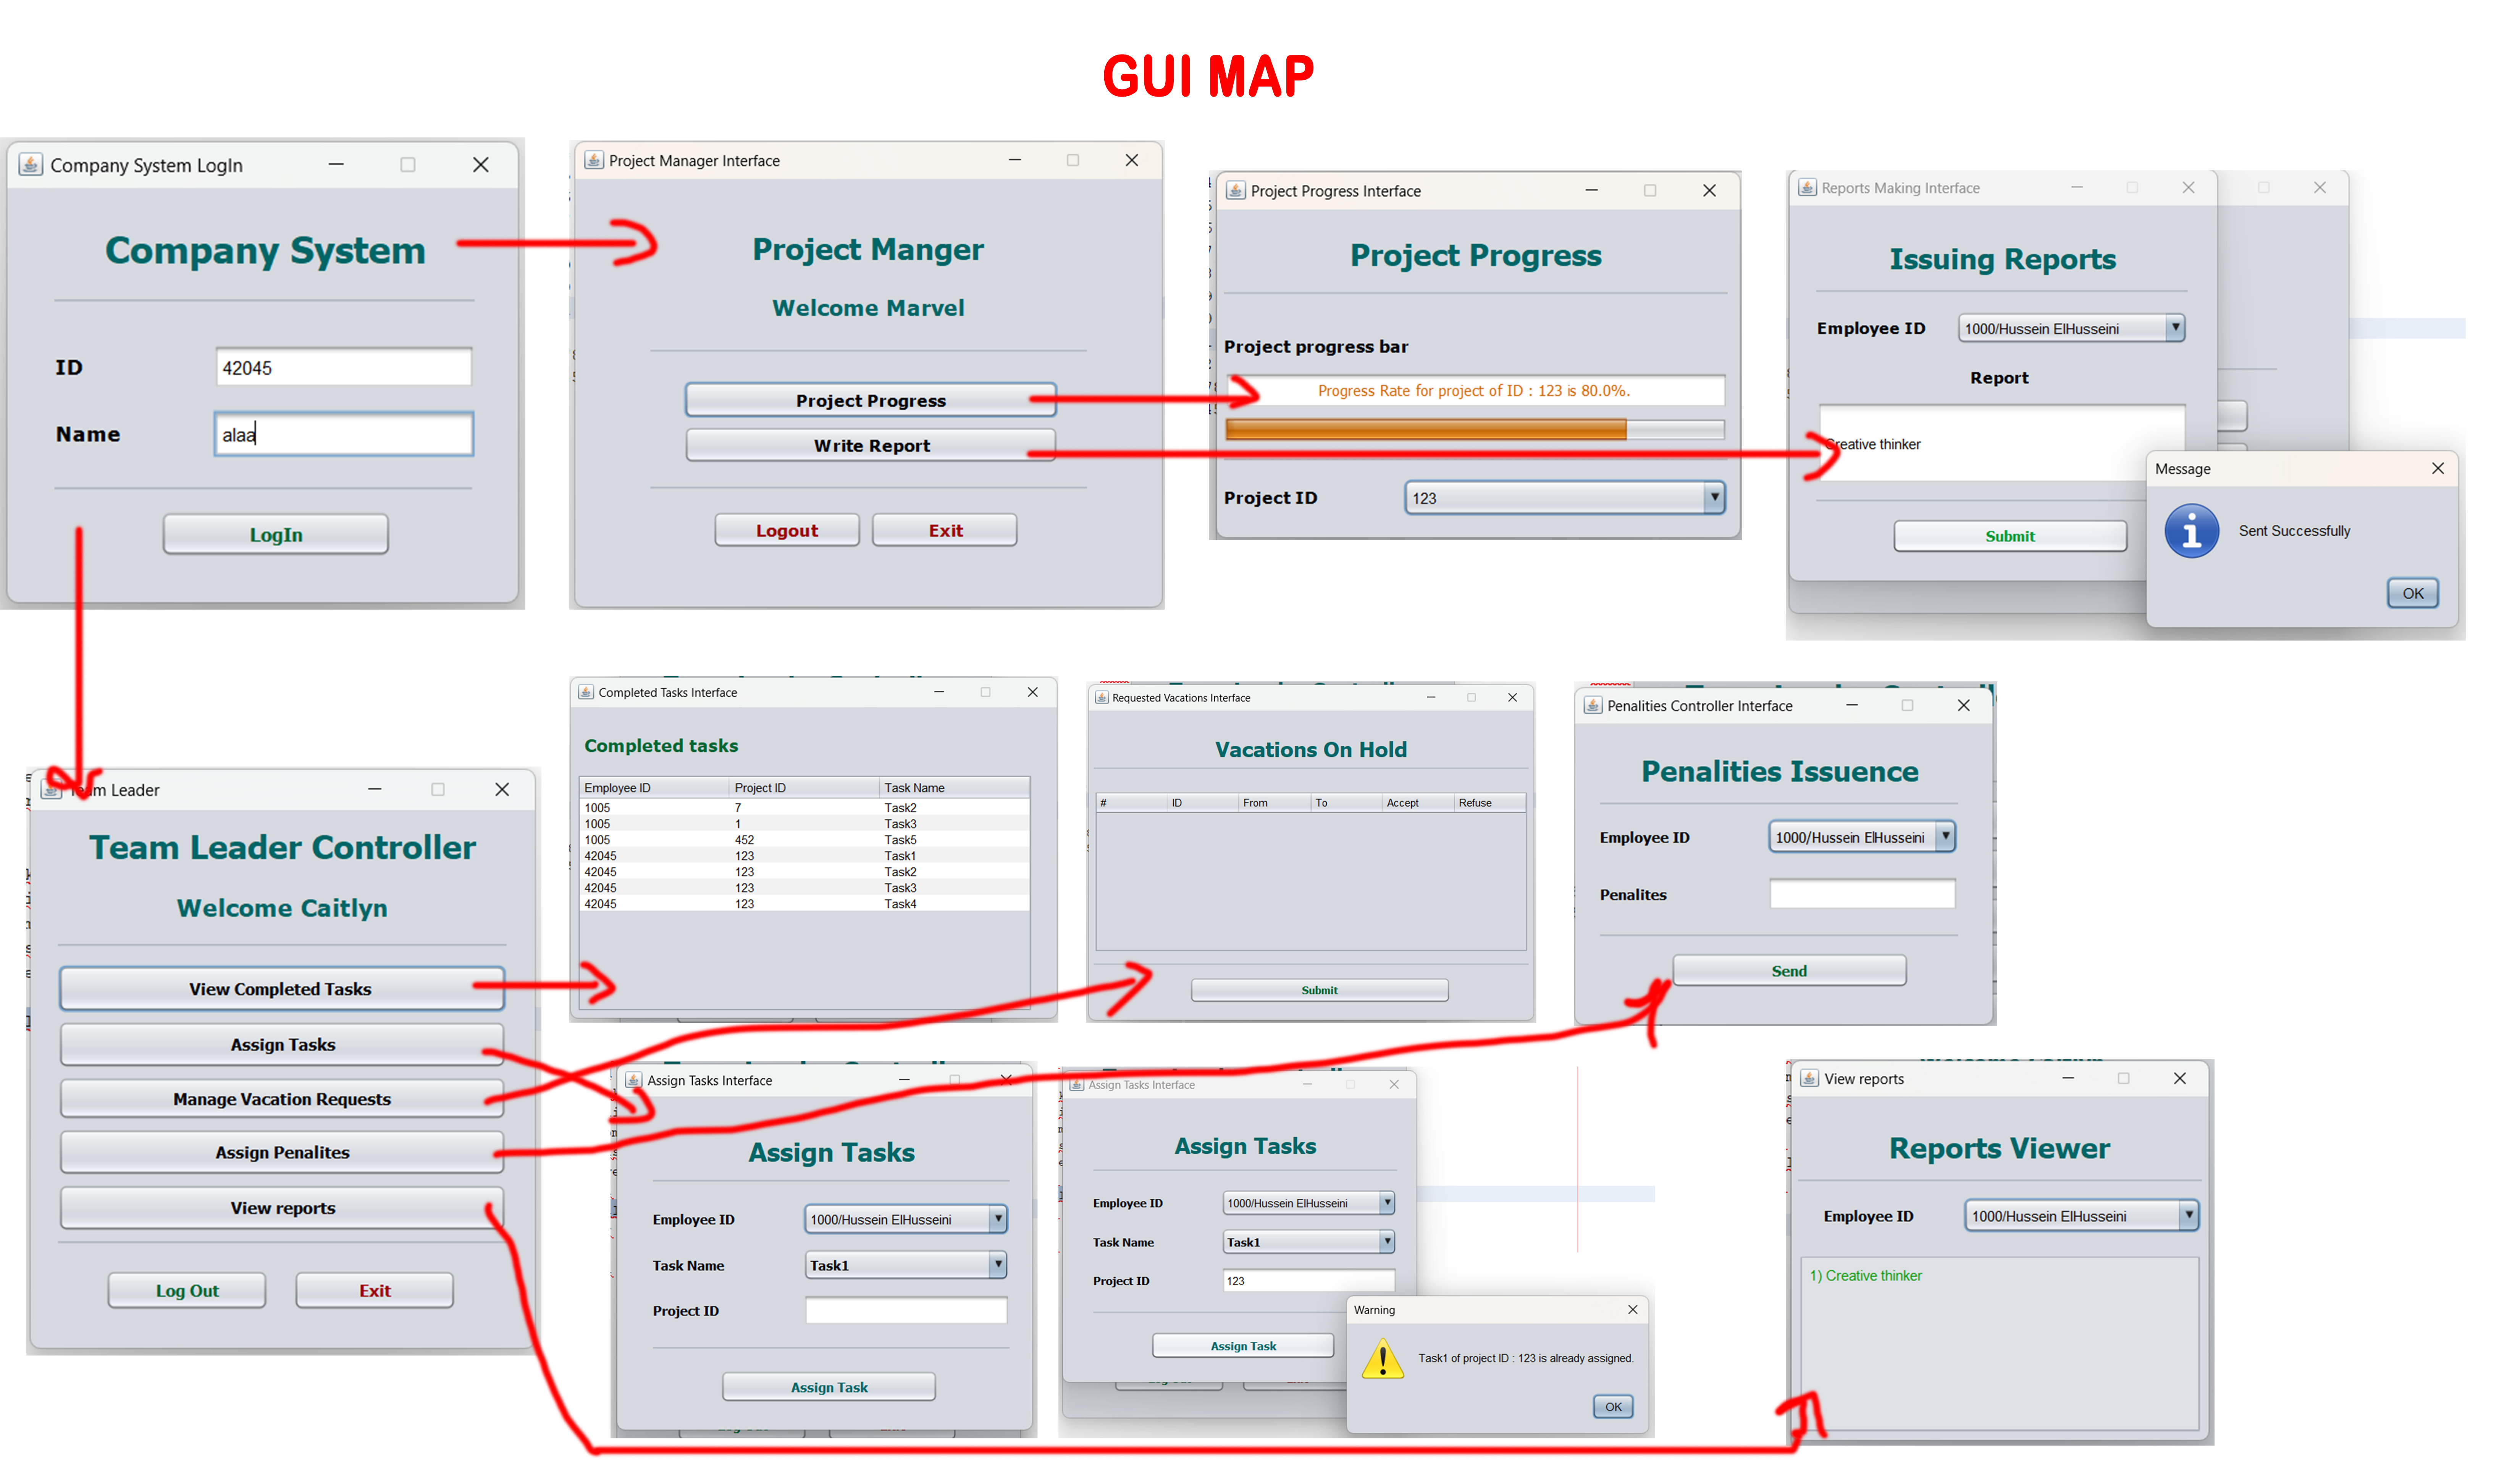 GUI MAP
Company System LogIn
Company System
ID
42045
Name
alaa
LogIn
Project Manager Interface
Project Manger
Welcome Marvel
Project Progress
Write Report
Logout
Exit
Project Progress Interface
Project Progress
Project progress bar
Progress Rate for project of ID : 123 is 80.0%.
Project ID
123
Reports Making Interface
Issuing Reports
Employee ID
1000/Hussein ElHusseini
Report
Creative thinker
Submit
Message
Sent Successfully
OK
Team Leader
Team Leader Controller
Welcome Caitlyn
View Completed Tasks
Assign Tasks
Manage Vacation Requests
Assign Penalites
View reports
Log Out
Exit
Completed Tasks Interface
Completed tasks
Employee ID Project ID Task Name
1005 7 Task2
1005 1 Task3
1005 452 Task5
42045 123 Task1
42045 123 Task2
42045 123 Task3
42045 123 Task4
Requested Vacations Interface
Vacations On Hold
# ID From To Accept Refuse
Submit
Penalities Controller Interface
Penalities Issuence
Employee ID
1000/Hussein ElHusseini
Penalites
Send
Assign Tasks Interface
Assign Tasks
Employee ID
1000/Hussein ElHusseini
Task Name
Task1
Project ID
Assign Task
Assign Tasks Interface
Assign Tasks
Employee ID
1000/Hussein ElHusseini
Task Name
Task1
Project ID
123
Assign Task
Warning
Task1 of project ID : 123 is already assigned.
OK
View reports
Reports Viewer
Employee ID
1000/Hussein ElHusseini
1) Creative thinker